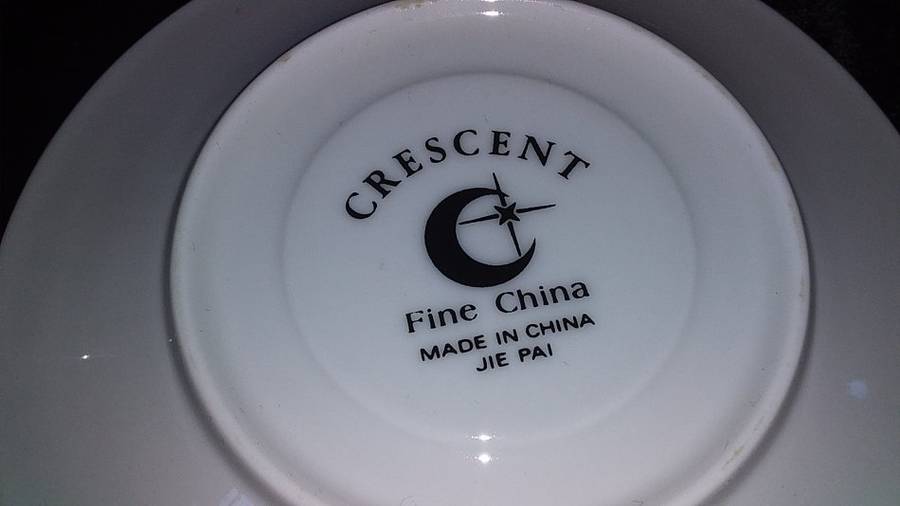 CRESCENT
Fine China
MADE IN CHINA
JIE PAI